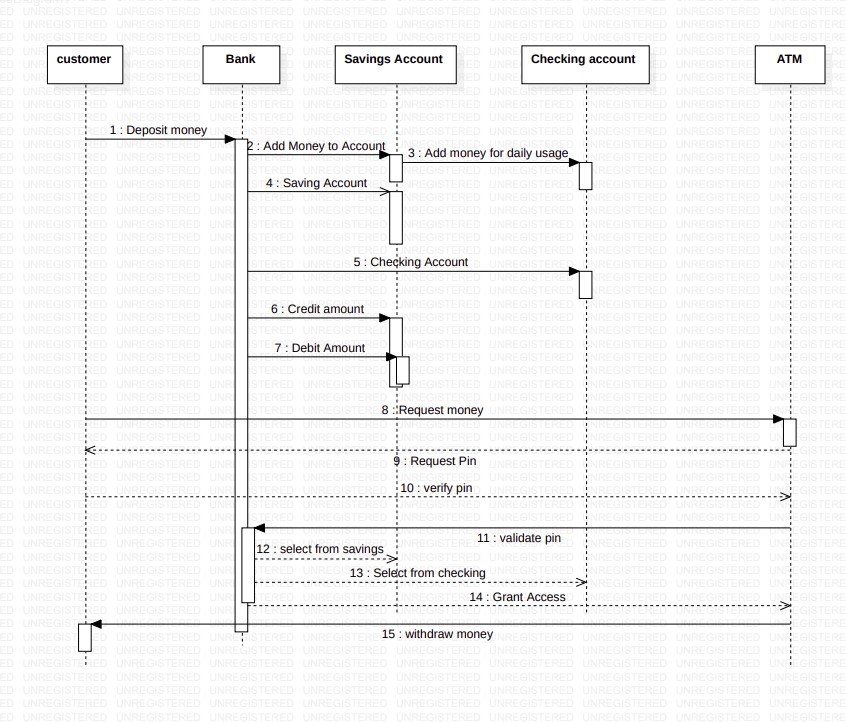 customer
Bank
Savings Account
Checking account
ATM
1 : Deposit money
2 : Add Money to Account
3 : Add money for daily usage
4 : Saving Account
5 : Checking Account
6 : Credit amount
7 : Debit Amount
8 : Request money
9 : Request Pin
10 : verify pin
11 : validate pin
12 : select from savings
13 : Select from checking
14 : Grant Access
15 : withdraw money
UNREGISTERED